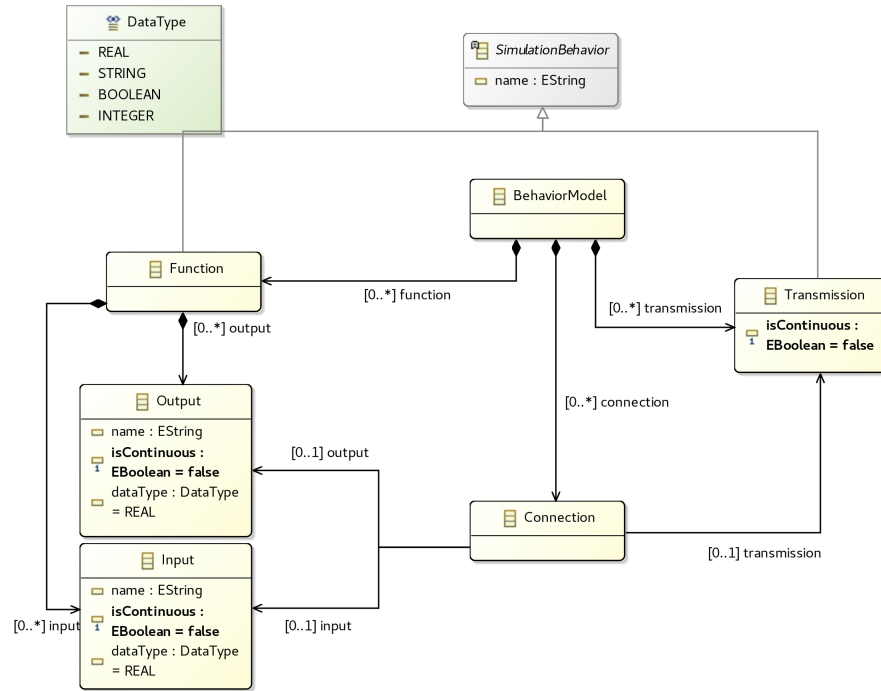 DataType
REAL
STRING
BOOLEAN
INTEGER
SimulationBehavior
name : EString
BehaviorModel
Function
[0..*] function
[0..*] transmission
Transmission
isContinuous :
EBoolean = false
[0..*] output
Output
name : EString
isContinuous :
EBoolean = false
dataType : DataType
= REAL
[0..*] connection
[0..1] output
Connection
[0..1] transmission
Input
name : EString
isContinuous :
EBoolean = false
dataType : DataType
= REAL
[0..*] input
[0..1] input